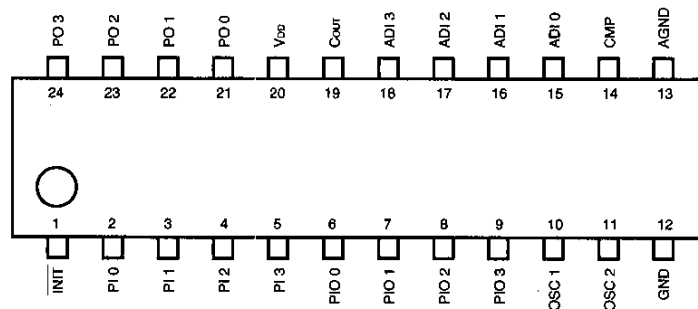 PO 3 PO 2 PO 1 PO 0 VDD COUT ADI 3 ADI 2 ADI 1 ADI 0 CMP AGND
24 23 22 21 20 19 18 17 16 15 14 13
1 2 3 4 5 6 7 8 9 10 11 12
INIT PI 0 PI 1 PI 2 PI 3 PIO 0 PIO 1 PIO 2 PIO 3 OSC 1 OSC 2 GND